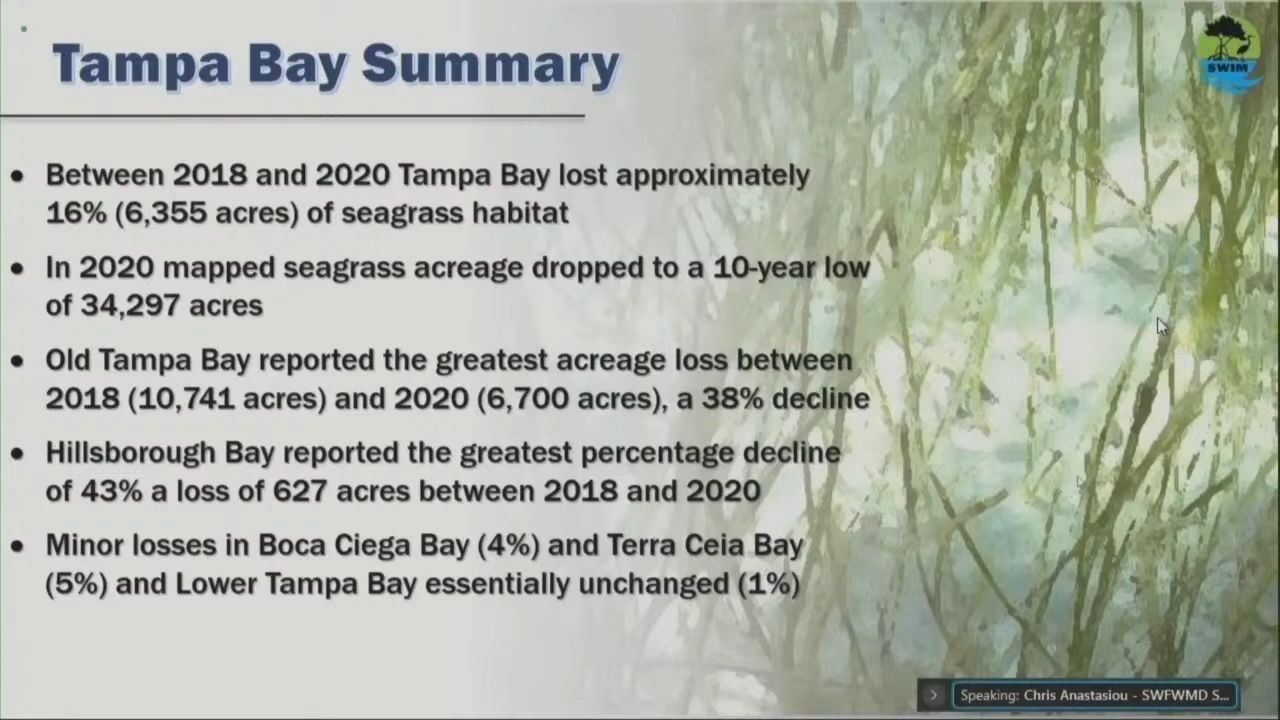 Tampa Bay Summary
SWIM
• Between 2018 and 2020 Tampa Bay lost approximately
16% (6,355 acres) of seagrass habitat
• In 2020 mapped seagrass acreage dropped to a 10-year low
of 34,297 acres
• Old Tampa Bay reported the greatest acreage loss between
2018 (10,741 acres) and 2020 (6,700 acres), a 38% decline
• Hillsborough Bay reported the greatest percentage decline
of 43% a loss of 627 acres between 2018 and 2020
• Minor losses in Boca Ciega Bay (4%) and Terra Ceia Bay
(5%) and Lower Tampa Bay essentially unchanged (1%)
Speaking: Chris Anastasiou - SWFWMD S...